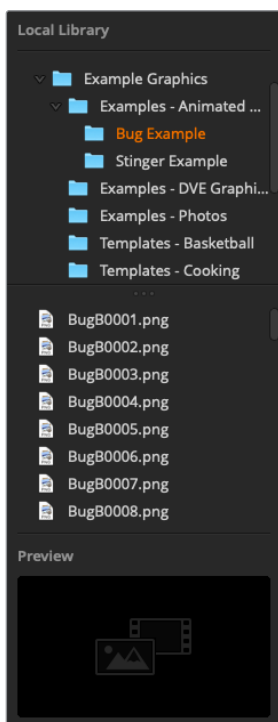 Local Library
Example Graphics
Examples - Animated ...
Bug Example
Stinger Example
Examples - DVE Graphi...
Examples - Photos
Templates - Basketball
Templates - Cooking
BugB0001.png
BugB0002.png
BugB0003.png
BugB0004.png
BugB0005.png
BugB0006.png
BugB0007.png
BugB0008.png
Preview